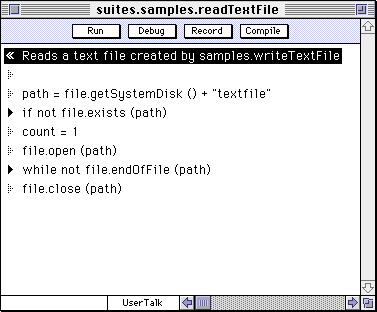 suites.samples.readTextFile
Run Debug Record Compile
« Reads a text file created by samples.writeTextFile
path = file.getSystemDisk () + "textfile"
if not file.exists (path)
count = 1
file.open (path)
while not file.endOfFile (path)
file.close (path)
UserTalk